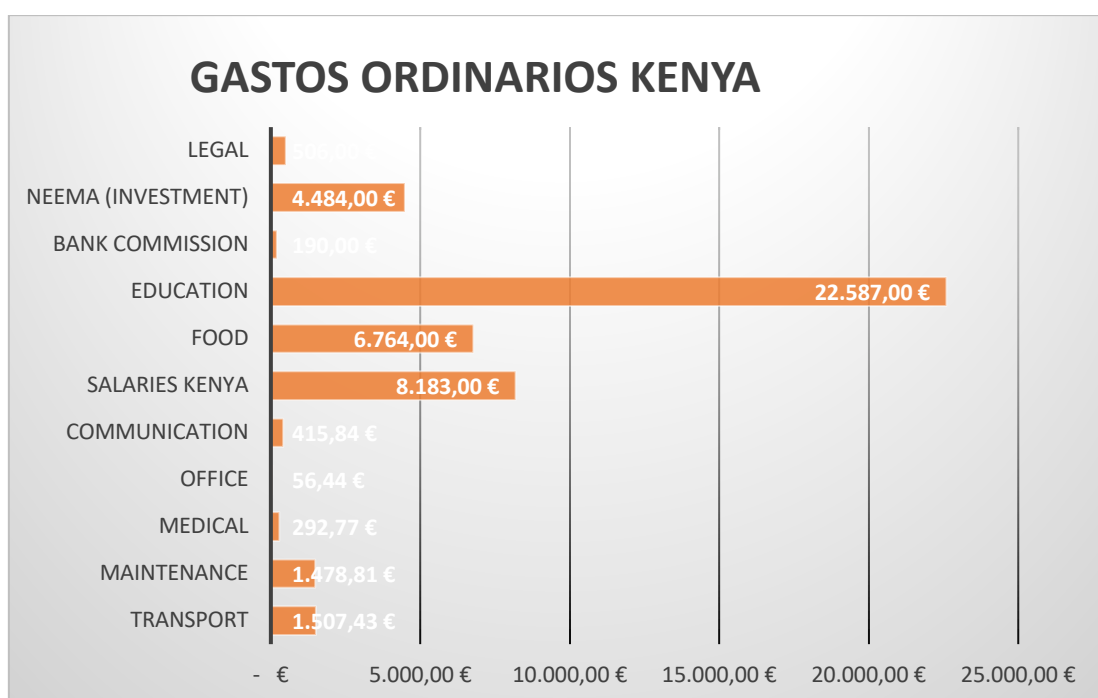 GASTOS ORDINARIOS KENYA
LEGAL
NEEMA (INVESTMENT) 4.484,00 €
BANK COMMISSION 190,00 €
EDUCATION 22.587,00 €
FOOD 6.764,00 €
SALARIES KENYA 8.183,00 €
COMMUNICATION 415,84 €
OFFICE 56,44 €
MEDICAL 292,77 €
MAINTENANCE 1.478,81 €
TRANSPORT 1.507,43 €
- € 5.000,00 € 10.000,00 € 15.000,00 € 20.000,00 € 25.000,00 €